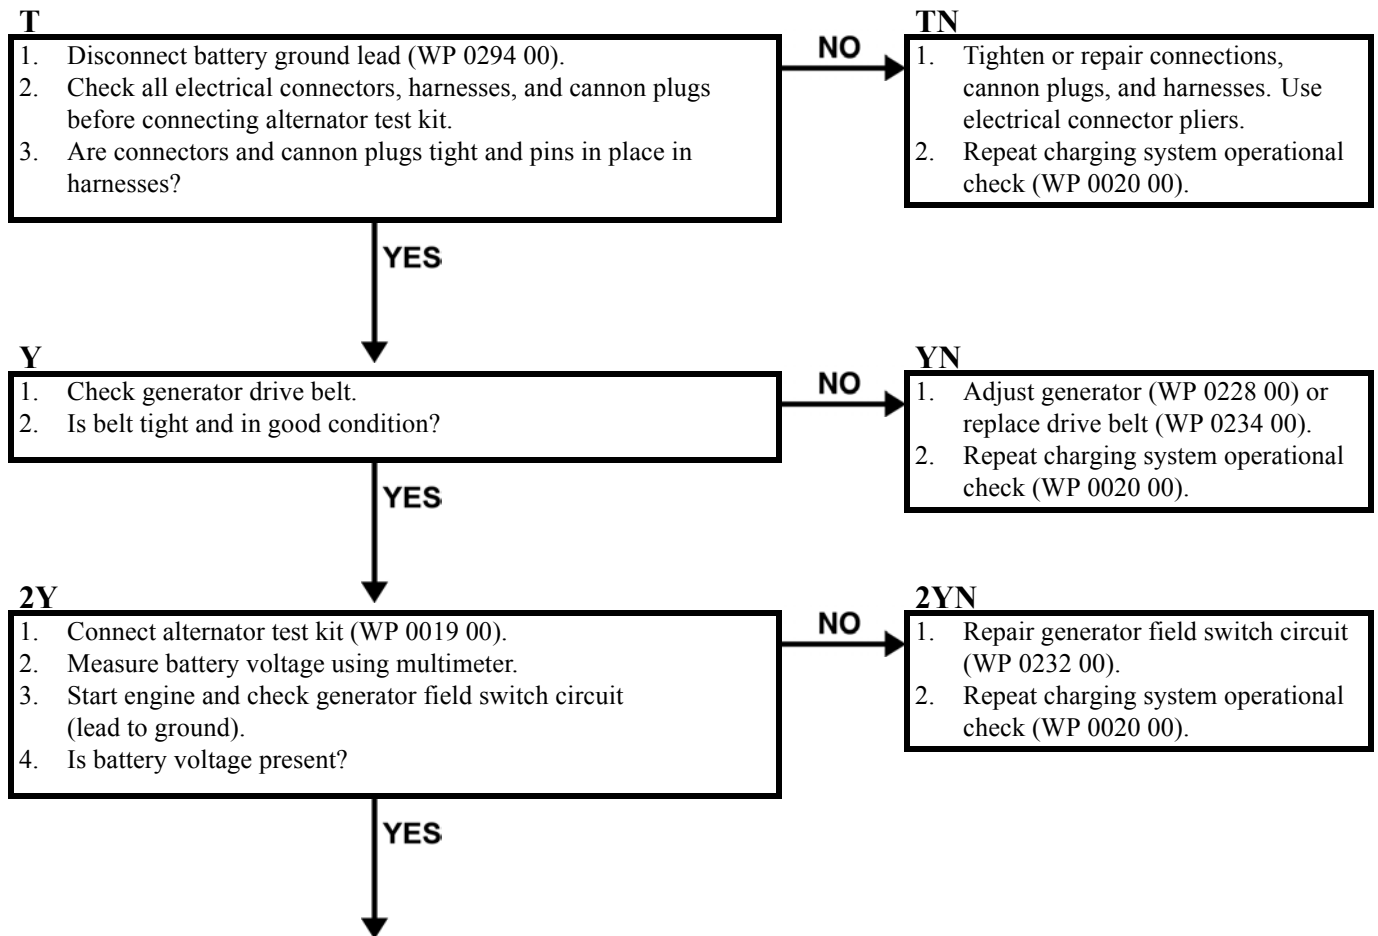 T
1. Disconnect battery ground lead (WP 0294 00).
2. Check all electrical connectors, harnesses, and cannon plugs
before connecting alternator test kit.
3. Are connectors and cannon plugs tight and pins in place in
harnesses?
NO
TN
1. Tighten or repair connections,
cannon plugs, and harnesses. Use
electrical connector pliers.
2. Repeat charging system operational
check (WP 0020 00).
YES
Y
1. Check generator drive belt.
2. Is belt tight and in good condition?
NO
YN
1. Adjust generator (WP 0228 00) or
replace drive belt (WP 0234 00).
2. Repeat charging system operational
check (WP 0020 00).
YES
2Y
1. Connect alternator test kit (WP 0019 00).
2. Measure battery voltage using multimeter.
3. Start engine and check generator field switch circuit
(lead to ground).
4. Is battery voltage present?
NO
2YN
1. Repair generator field switch circuit
(WP 0232 00).
2. Repeat charging system operational
check (WP 0020 00).
YES